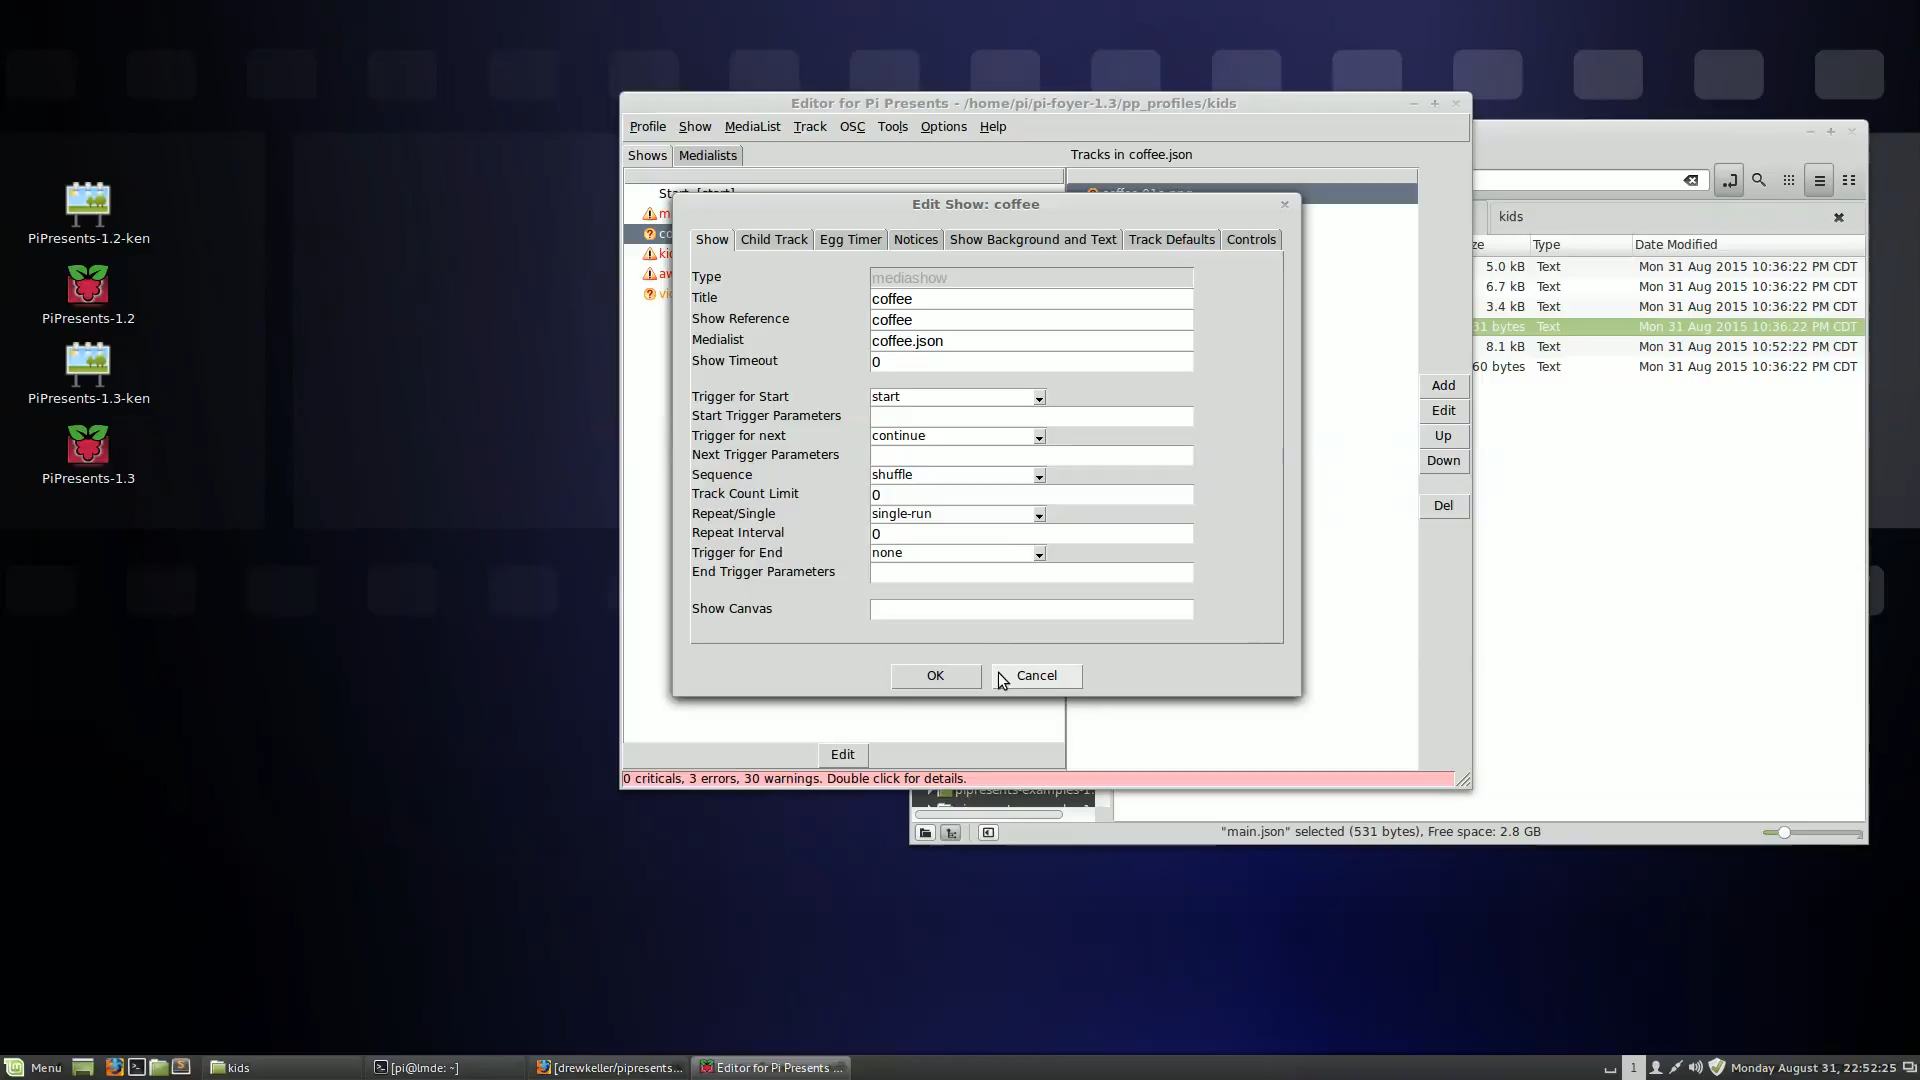 PiPresents-1.2-ken
PiPresents-1.2
PiPresents-1.3-ken
PiPresents-1.3
Editor for Pi Presents - /home/pi/pi-foyer-1.3/pp_profiles/kids
Profile Show MediaList Track OSC Tools Options Help
Shows Medialists
Tracks in coffee.json
Edit Show: coffee
Show Child Track Egg Timer Notices Show Background and Text Track Defaults Controls
Type mediashow
Title coffee
Show Reference coffee
Medialist coffee.json
Show Timeout 0
Trigger for Start start
Start Trigger Parameters
Trigger for next continue
Next Trigger Parameters
Sequence shuffle
Track Count Limit 0
Repeat/Single single-run
Repeat Interval 0
Trigger for End none
End Trigger Parameters
Show Canvas
OK Cancel
Add
Edit
Up
Down
Del
Edit
0 criticals, 3 errors, 30 warnings. Double click for details.
kids
Type Date Modified
5.0 kB Text Mon 31 Aug 2015 10:36:22 PM CDT
6.7 kB Text Mon 31 Aug 2015 10:36:22 PM CDT
3.4 kB Text Mon 31 Aug 2015 10:36:22 PM CDT
31 bytes Text Mon 31 Aug 2015 10:36:22 PM CDT
8.1 kB Text Mon 31 Aug 2015 10:52:22 PM CDT
60 bytes Text Mon 31 Aug 2015 10:36:22 PM CDT
"main.json" selected (531 bytes), Free space: 2.8 GB
Menu kids [pi@lmde: ~] [drewkeller/pipresents... Editor for Pi Presents ... 1 Monday August 31, 22:52:25